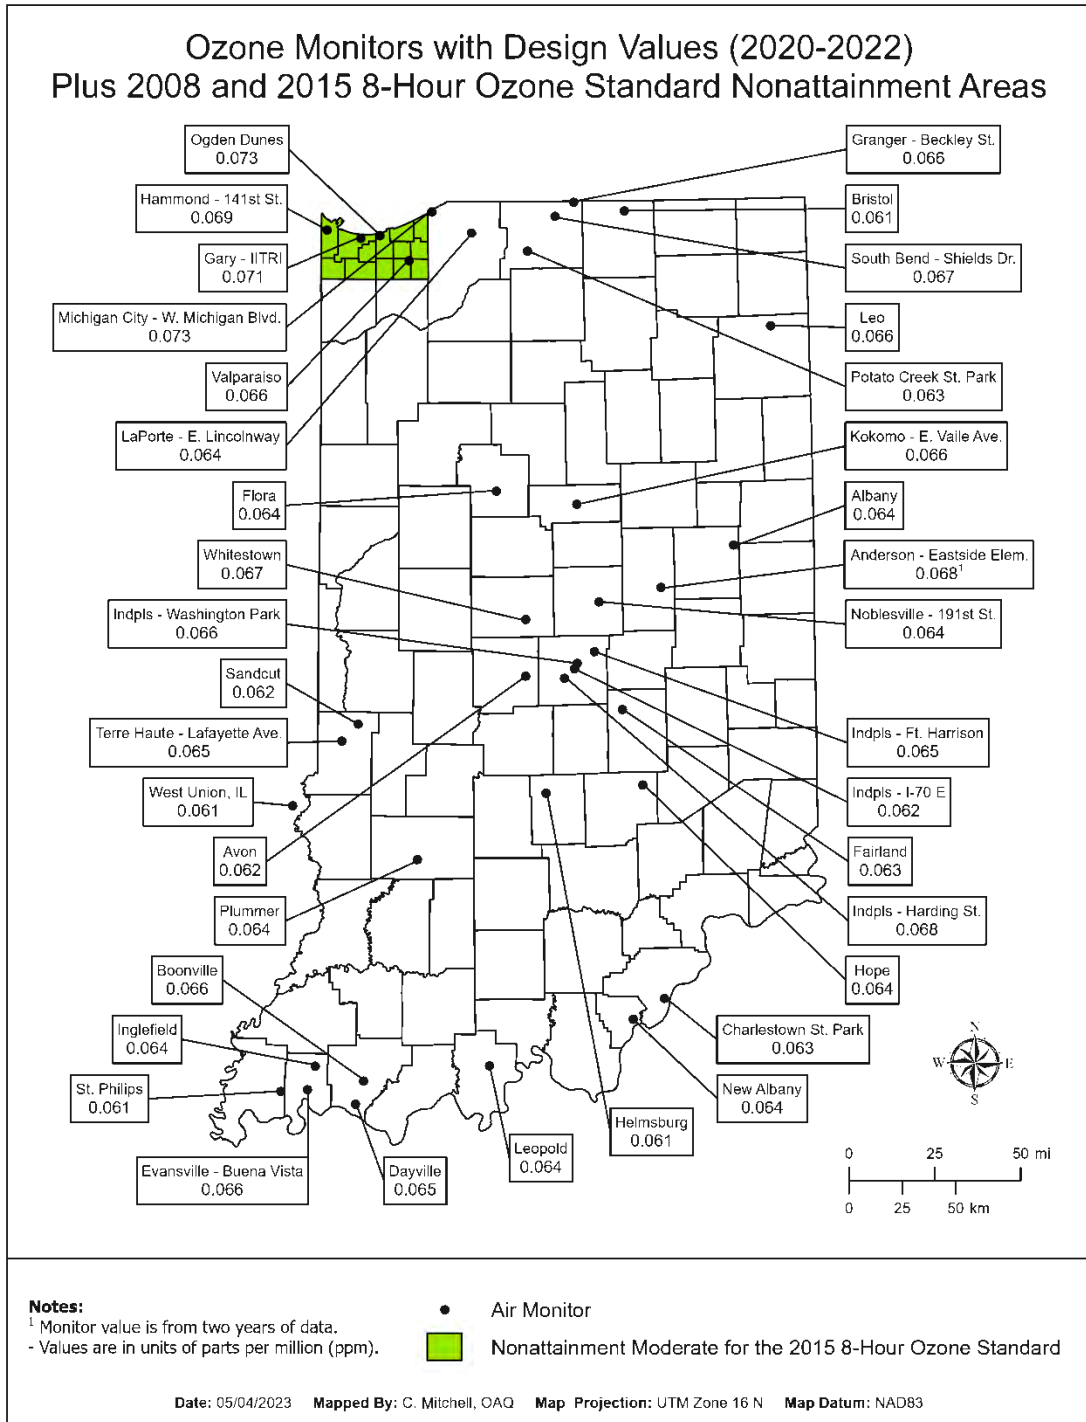 Ozone Monitors with Design Values (2020-2022)
Plus 2008 and 2015 8-Hour Ozone Standard Nonattainment Areas
Ogden Dunes
0.073
Hammond - 141st St.
0.069
Gary - IITRI
0.071
Michigan City - W. Michigan Blvd.
0.073
Valparaiso
0.066
LaPorte - E. Lincolnway
0.064
Flora
0.064
Whitestown
0.067
Indpls - Washington Park
0.066
Sandcut
0.062
Terre Haute - Lafayette Ave.
0.065
West Union, IL
0.061
Avon
0.062
Plummer
0.064
Boonville
0.066
Inglefield
0.064
St. Philips
0.061
Evansville - Buena Vista
0.066
Dayville
0.065
Leopold
0.064
Helmsburg
0.061
Granger - Beckley St.
0.066
Bristol
0.061
South Bend - Shields Dr.
0.067
Leo
0.066
Potato Creek St. Park
0.063
Kokomo - E. Vaile Ave.
0.066
Albany
0.064
Anderson - Eastside Elem.
0.068¹
Noblesville - 191st St.
0.064
Indpls - Ft. Harrison
0.065
Indpls - I-70 E
0.062
Fairland
0.063
Indpls - Harding St.
0.068
Hope
0.064
Charlestown St. Park
0.063
New Albany
0.064
N
W E
S
0 25 50 mi
0 25 50 km
Notes:
¹ Monitor value is from two years of data.
- Values are in units of parts per million (ppm).
Air Monitor
Nonattainment Moderate for the 2015 8-Hour Ozone Standard
Date: 05/04/2023 Mapped By: C. Mitchell, OAQ Map Projection: UTM Zone 16 N Map Datum: NAD83